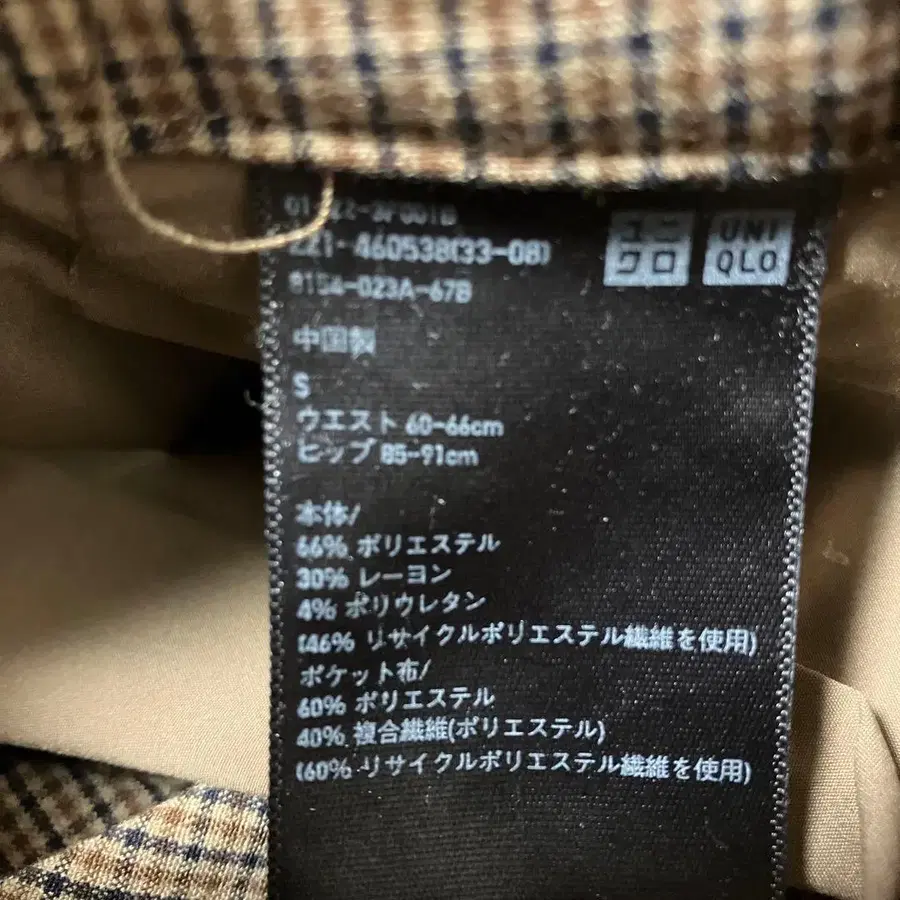 221-460538(33-08)
ユニクロ
UNIQLO
8154-023A-67B
中国製
S
ウエスト 60-66cm
ヒップ 85-91cm
本体/
66% ポリエステル
30% レーヨン
4% ポリウレタン
(46% リサイクルポリエステル繊維を使用)
ポケット布/
60% ポリエステル
40% 複合繊維(ポリエステル)
(60% リサイクルポリエステル繊維を使用)